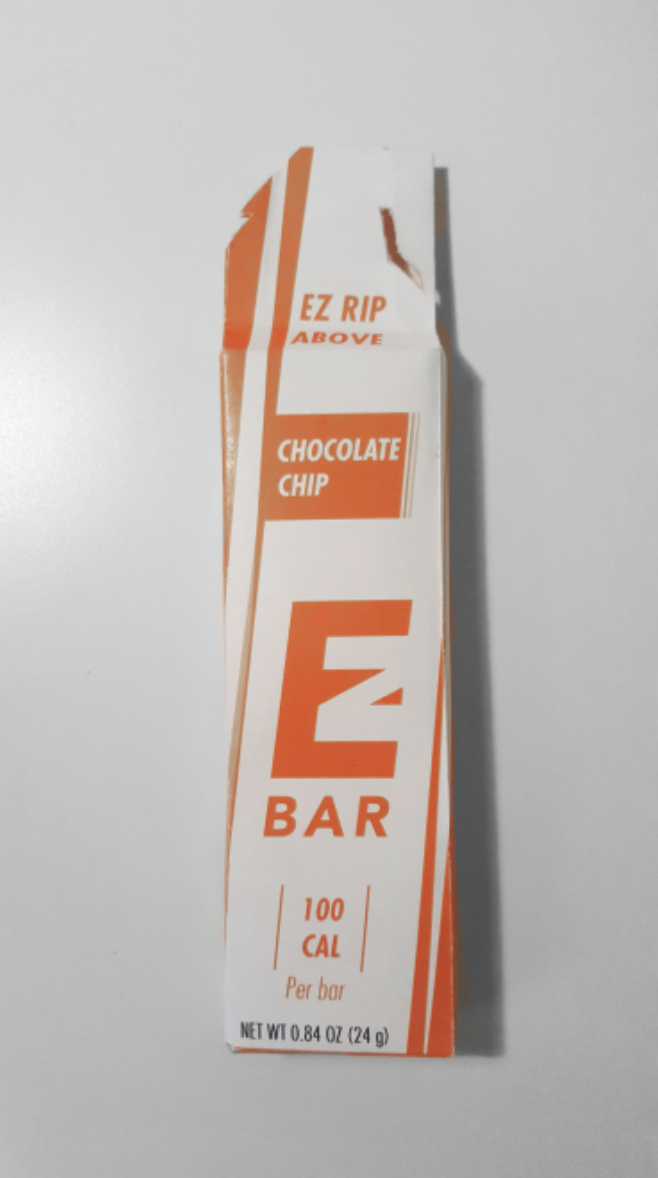 EZ RIP
ABOVE
CHOCOLATE
CHIP
EZ
BAR
100
CAL
Per bar
NET WT 0.84 OZ (24 g)